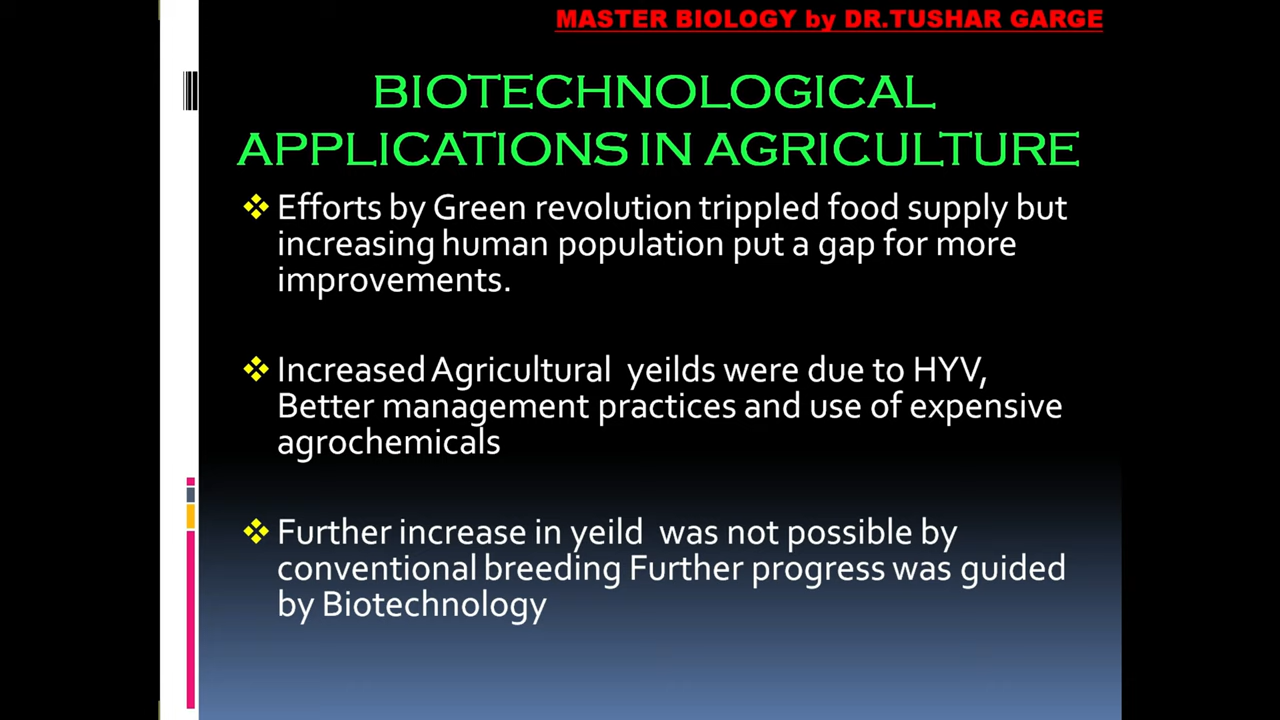 MASTER BIOLOGY by DR.TUSHAR GARGE
BIOTECHNOLOGICAL
APPLICATIONS IN AGRICULTURE
Efforts by Green revolution trippled food supply but
increasing human population put a gap for more
improvements.
Increased Agricultural yeilds were due to HYV,
Better management practices and use of expensive
agrochemicals
Further increase in yeild was not possible by
conventional breeding Further progress was guided
by Biotechnology